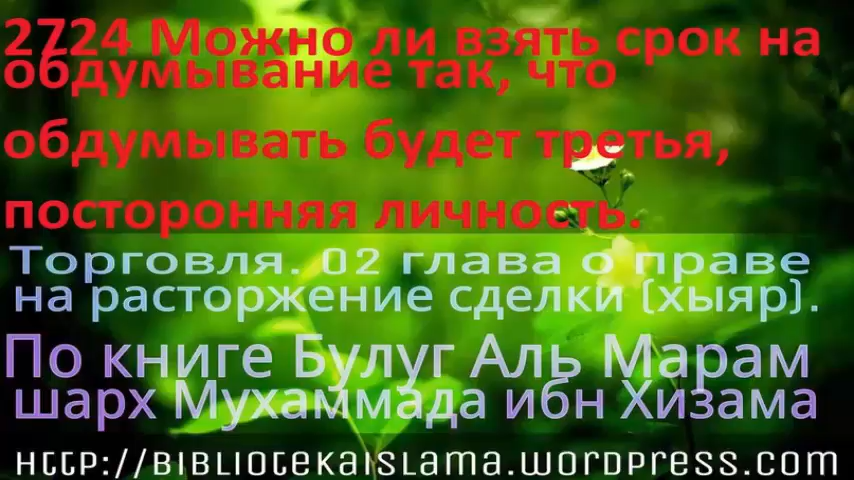 2724 Можно ли взять срок на
обдумывание так, что
обдумывать будет третья,
посторонняя личность.
Торговля. 02 глава о праве
на расторжение сделки (хыяр).
По книге Булуг Аль Марам
шарх Мухаммада ибн Хизама
http://bibliotekaislama.wordpress.com